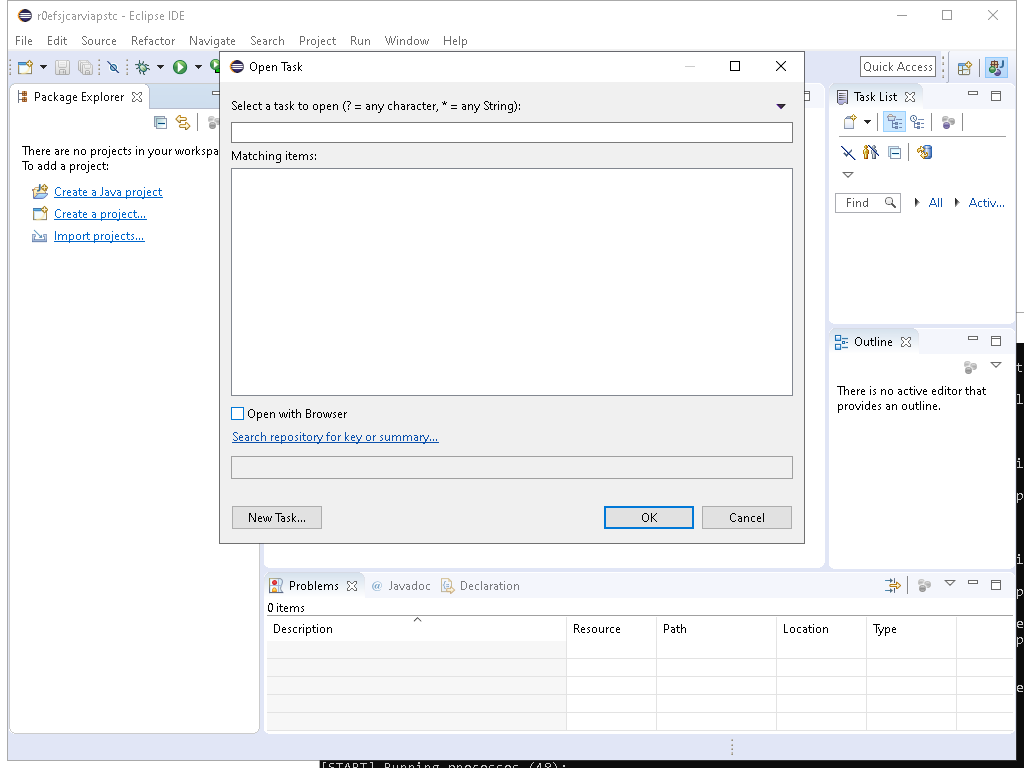 r0efsjcarviapstc - Eclipse IDE
File Edit Source Refactor Navigate Search Project Run Window Help
Quick Access
Package Explorer
There are no projects in your workspa
To add a project:
Create a Java project
Create a project...
Import projects...
Open Task
Select a task to open (? = any character, * = any String):
Matching items:
Open with Browser
Search repository for key or summary...
New Task...
OK
Cancel
Task List
Find
All
Activ...
Outline
There is no active editor that
provides an outline.
Problems
@ Javadoc
Declaration
0 items
Description Resource Path Location Type
[START] Running processes (48):